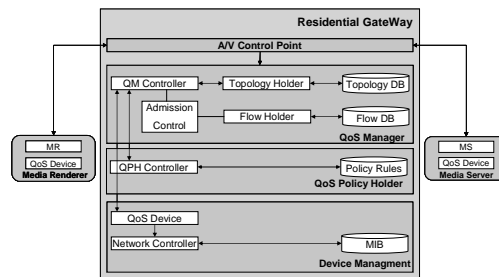 Residential GateWay
A/V Control Point
QM Controller
Topology Holder
Topology DB
Admission
Control
Flow Holder
Flow DB
QoS Manager
MR
QoS Device
Media Renderer
MS
QoS Device
Media Server
QPH Controller
Policy Rules
QoS Policy Holder
QoS Device
Network Controller
MIB
Device Managment